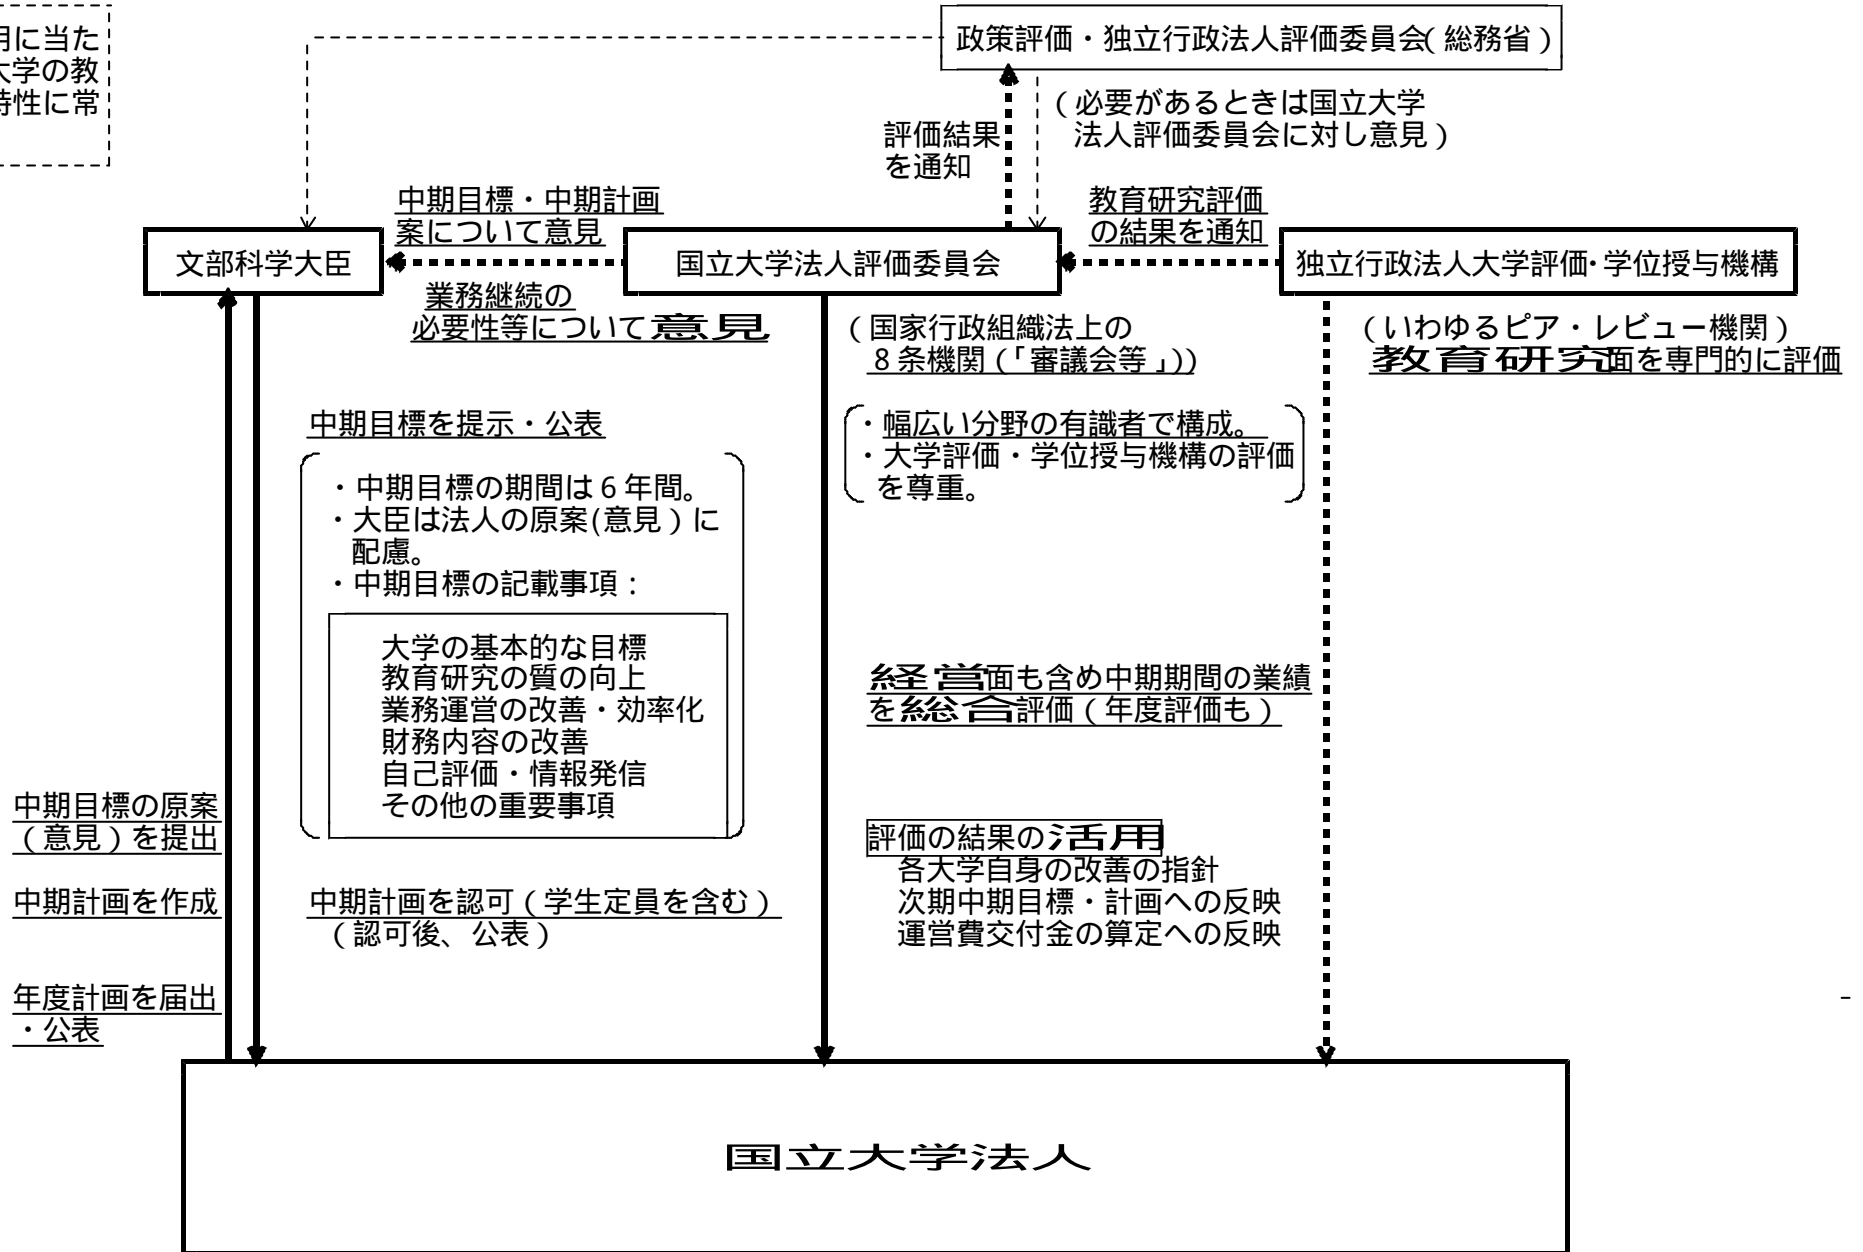 期に当た
大学の教
特性に常
政策評価・独立行政法人評価委員会(総務省)
(必要があるときは国立大学
法人評価委員会に対し意見)
評価結果
を通知
中期目標・中期計画
案について意見
教育研究評価
の結果を通知
文部科学大臣
国立大学法人評価委員会
独立行政法人大学評価・学位授与機構
業務継続の
必要性等について意見
(国家行政組織法上の
8条機関(「審議会等」))
(いわゆるピア・レビュー機関)
教育研究面を専門的に評価
中期目標を提示・公表
・中期目標の期間は6年間。
・大臣は法人の原案(意見)に
配慮。
・中期目標の記載事項:
大学の基本的な目標
教育研究の質の向上
業務運営の改善・効率化
財務内容の改善
自己評価・情報発信
その他の重要事項
・幅広い分野の有識者で構成。
・大学評価・学位授与機構の評価
を尊重。
経営面も含め中期期間の業績
を総合評価(年度評価も)
評価の結果の活用
各大学自身の改善の指針
次期中期目標・計画への反映
運営費交付金の算定への反映
中期目標の原案
(意見)を提出
中期計画を作成
年度計画を届出
・公表
中期計画を認可(学生定員を含む)
(認可後、公表)
国立大学法人